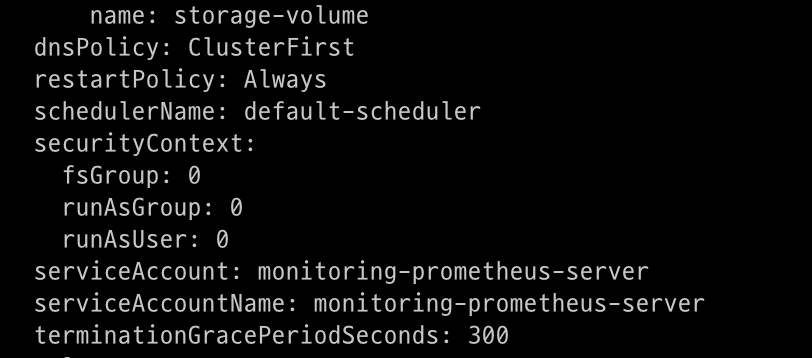 name: storage-volume
dnsPolicy: ClusterFirst
restartPolicy: Always
schedulerName: default-scheduler
securityContext:
fsGroup: 0
runAsGroup: 0
runAsUser: 0
serviceAccount: monitoring-prometheus-server
serviceAccountName: monitoring-prometheus-server
terminationGracePeriodSeconds: 300